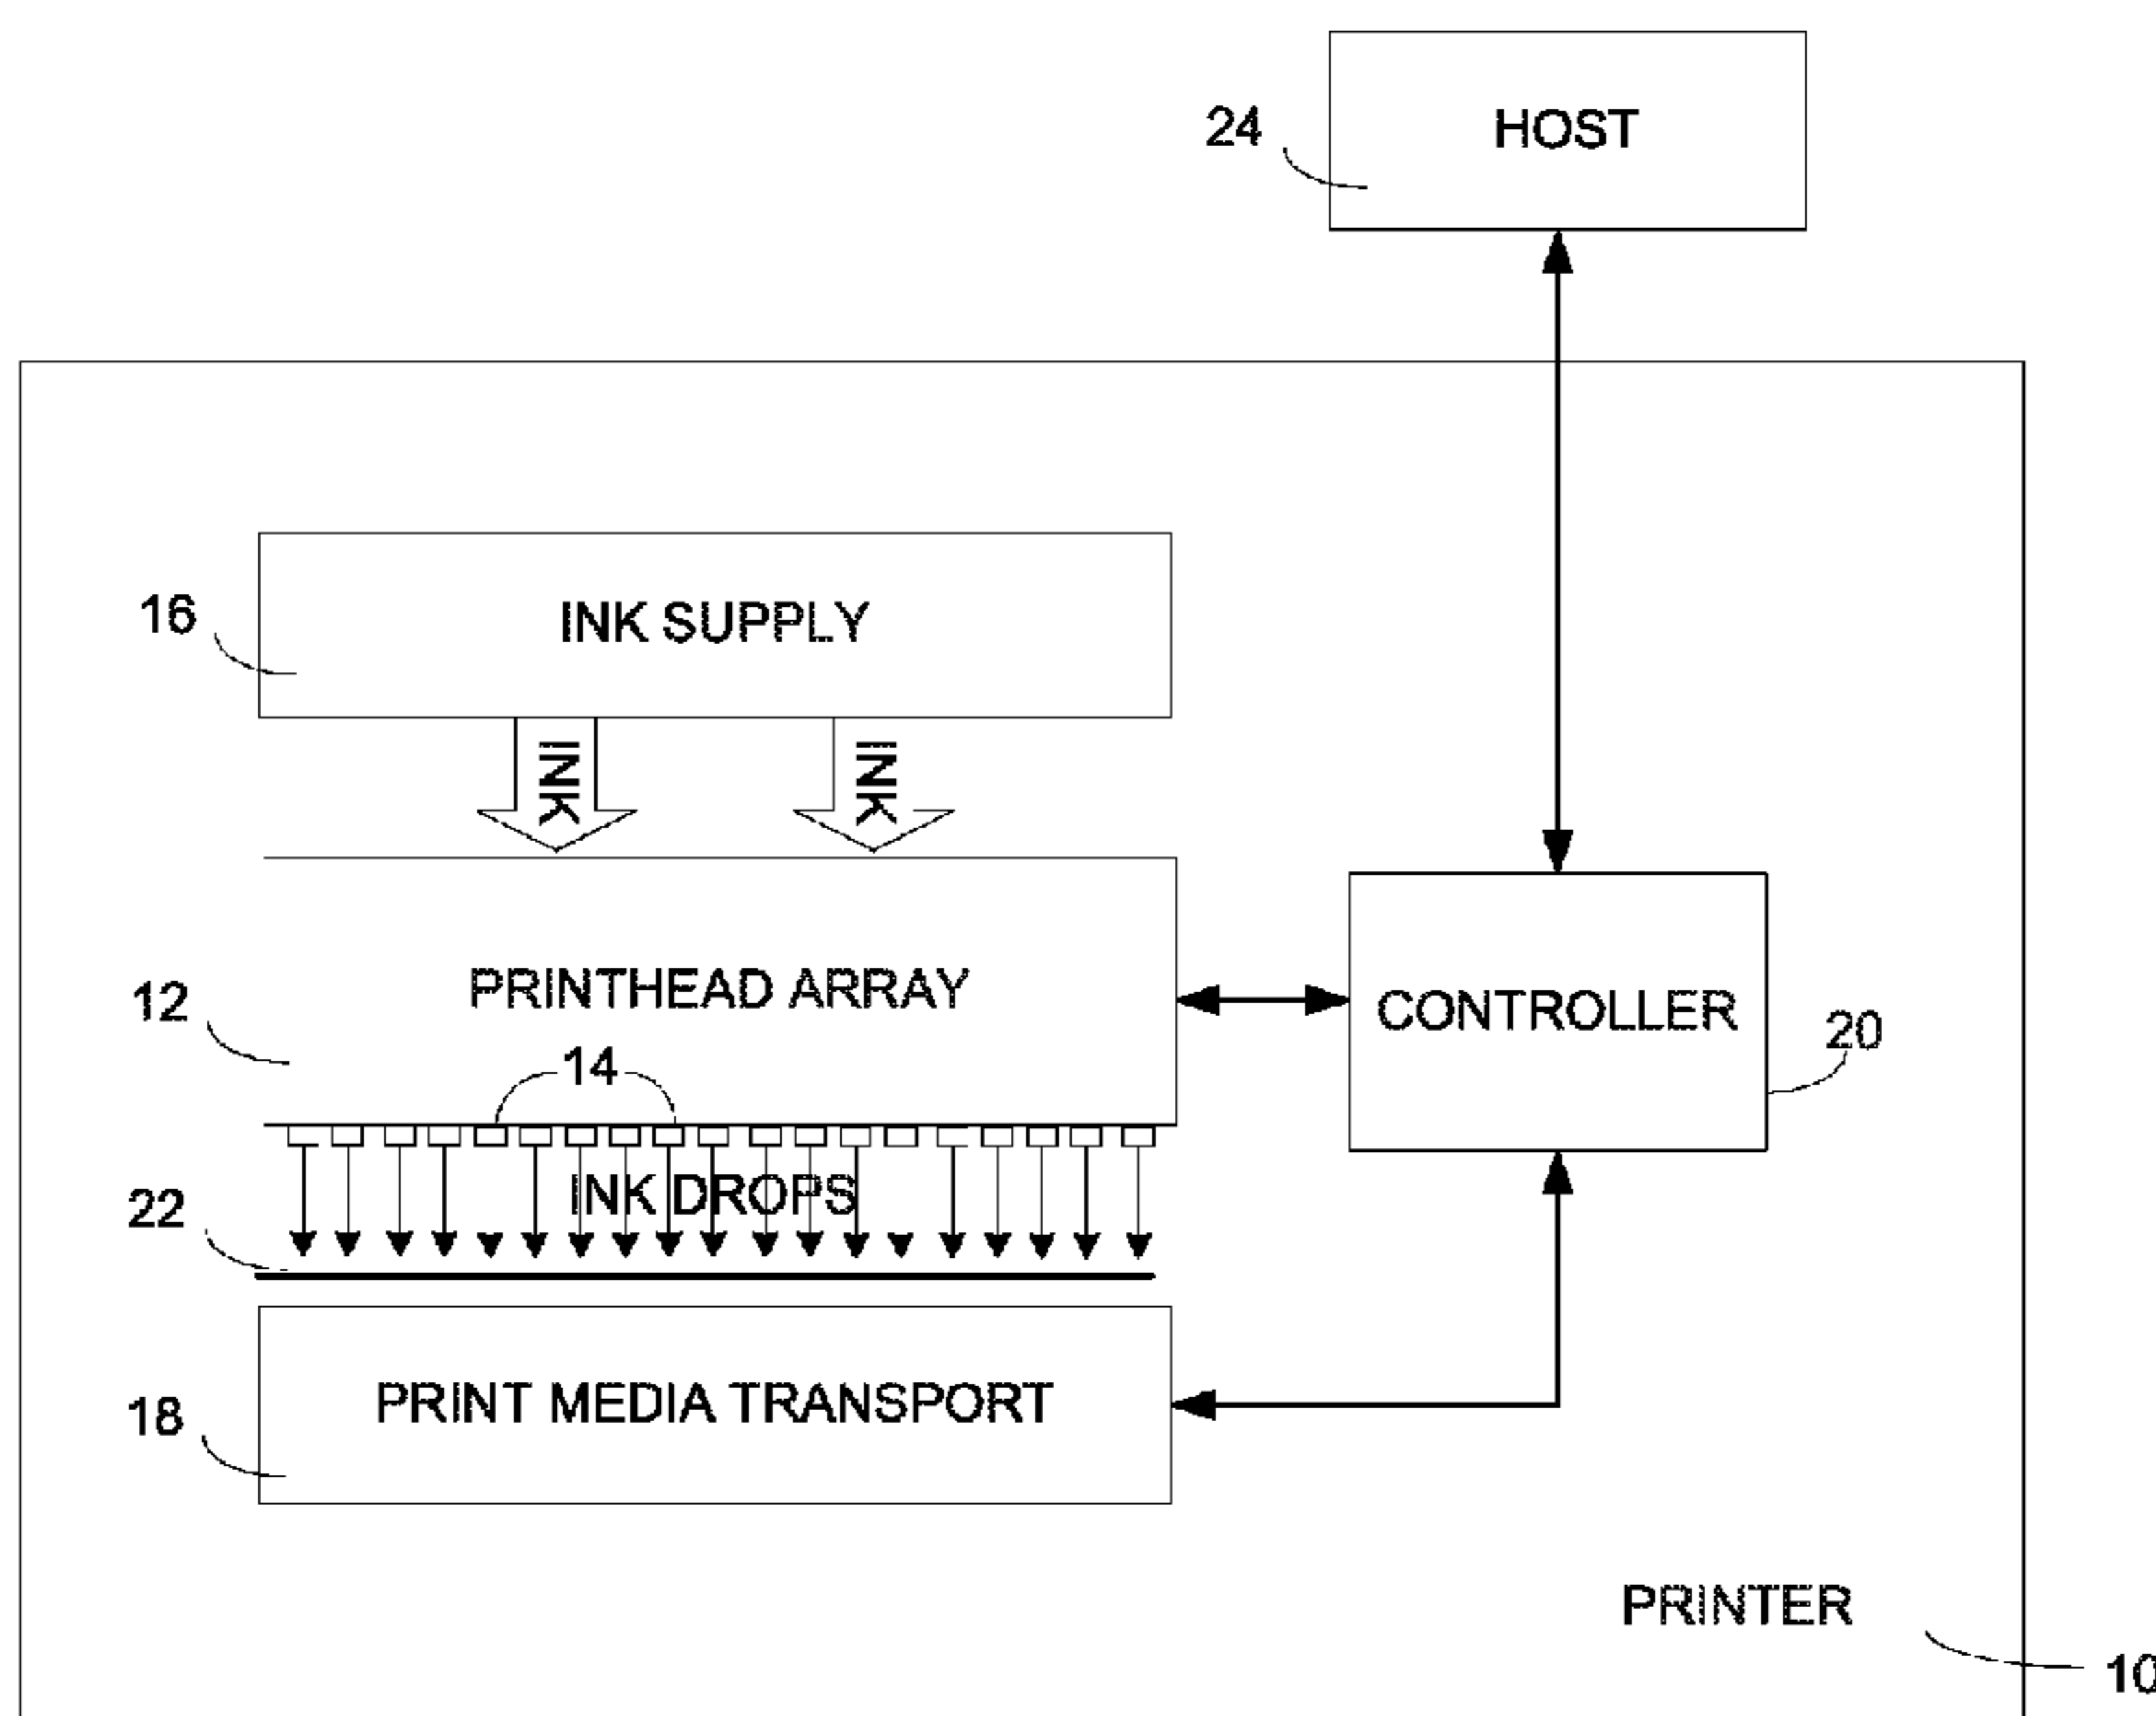 24
HOST
16
INK SUPPLY
INK
INK
12
PRINTHEAD ARRAY
CONTROLLER
20
14
22
INK DROPS
18
PRINT MEDIA TRANSPORT
PRINTER
10